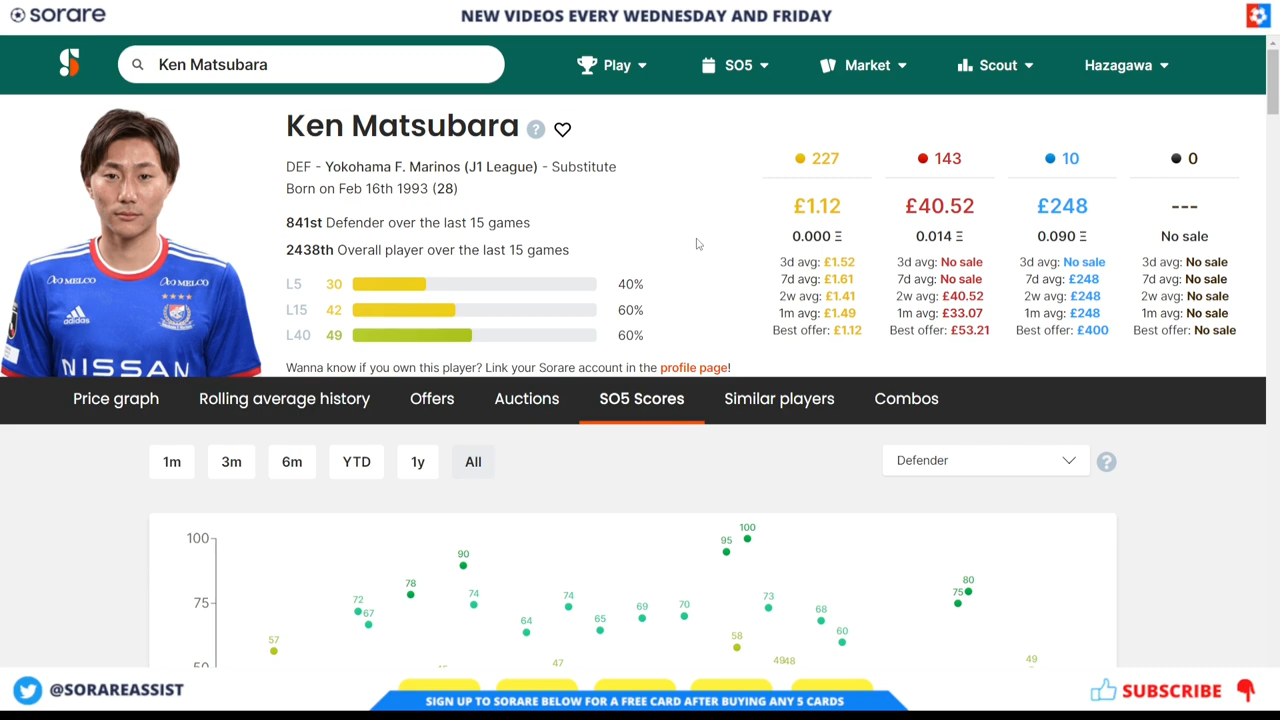 sorare
NEW VIDEOS EVERY WEDNESDAY AND FRIDAY
Ken Matsubara
Play
SO5
Market
Scout
Hazagawa
Ken Matsubara ?
DEF - Yokohama F. Marinos (J1 League) - Substitute
Born on Feb 16th 1993 (28)
841st Defender over the last 15 games
2438th Overall player over the last 15 games
L5 30 40%
L15 42 60%
L40 49 60%
Wanna know if you own this player? Link your Sorare account in the profile page!
227
£1.12
0.000 Ξ
3d avg: £1.52
7d avg: £1.61
2w avg: £1.41
1m avg: £1.49
Best offer: £1.12
143
£40.52
0.014 Ξ
3d avg: No sale
7d avg: No sale
2w avg: £40.52
1m avg: £33.07
Best offer: £53.21
10
£248
0.090 Ξ
3d avg: No sale
7d avg: £248
2w avg: £248
1m avg: £248
Best offer: £400
0
---
No sale
3d avg: No sale
7d avg: No sale
2w avg: No sale
1m avg: No sale
Best offer: No sale
MELCO MELCO
adidas
NISSAN
Price graph
Rolling average history
Offers
Auctions
SO5 Scores
Similar players
Combos
1m
3m
6m
YTD
1y
All
Defender
?
100
75
50
57
72
67
78
90
74
64
74
65
69
70
95
100
58
73
68
60
75
80
47
49 48
49
@SORAREASSIST
SIGN UP TO SORARE BELOW FOR A FREE CARD AFTER BUYING ANY 5 CARDS
SUBSCRIBE